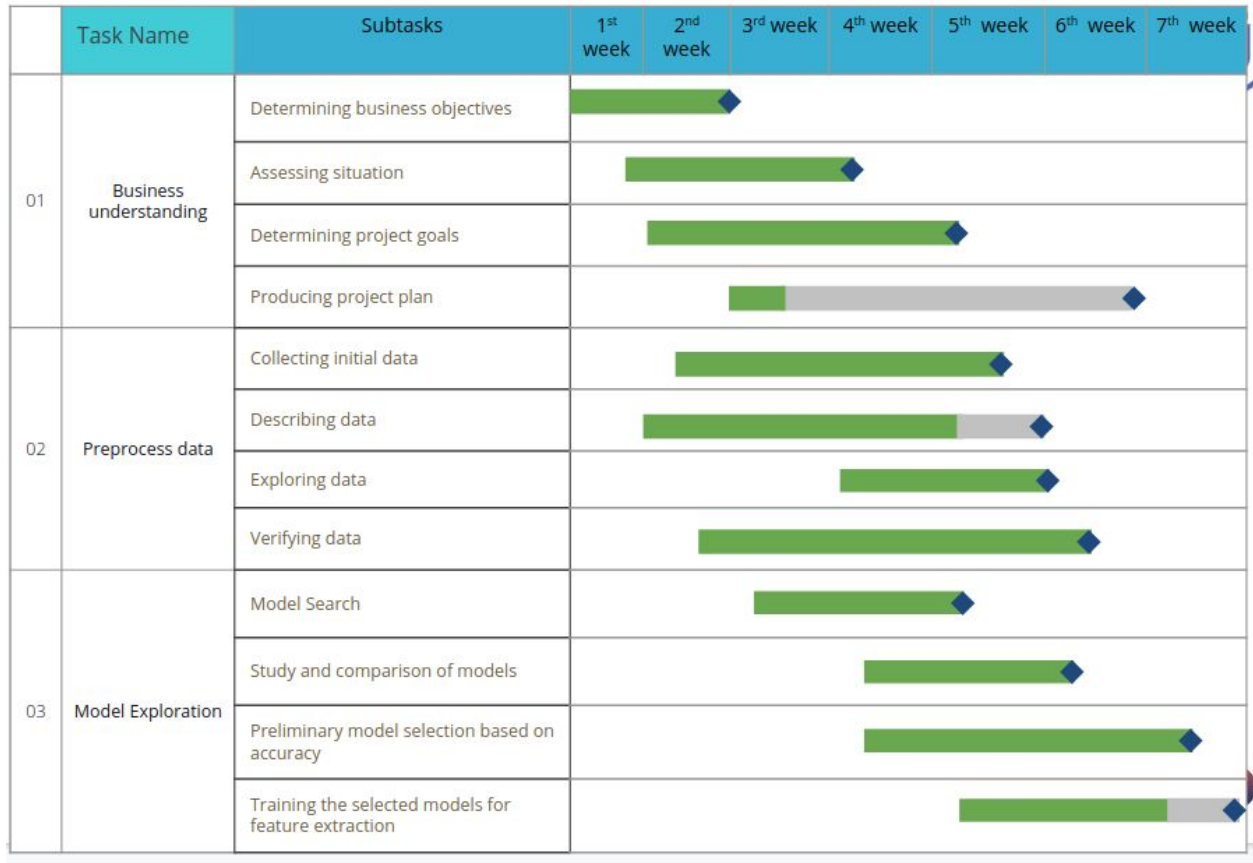 Task Name
Subtasks
1st
week
2nd
week
3rd week
4th week
5th week
6th week
7th week
01
Business
understanding
Determining business objectives
Assessing situation
Determining project goals
Producing project plan
02
Preprocess data
Collecting initial data
Describing data
Exploring data
Verifying data
03
Model Exploration
Model Search
Study and comparison of models
Preliminary model selection based on
accuracy
Training the selected models for
feature extraction